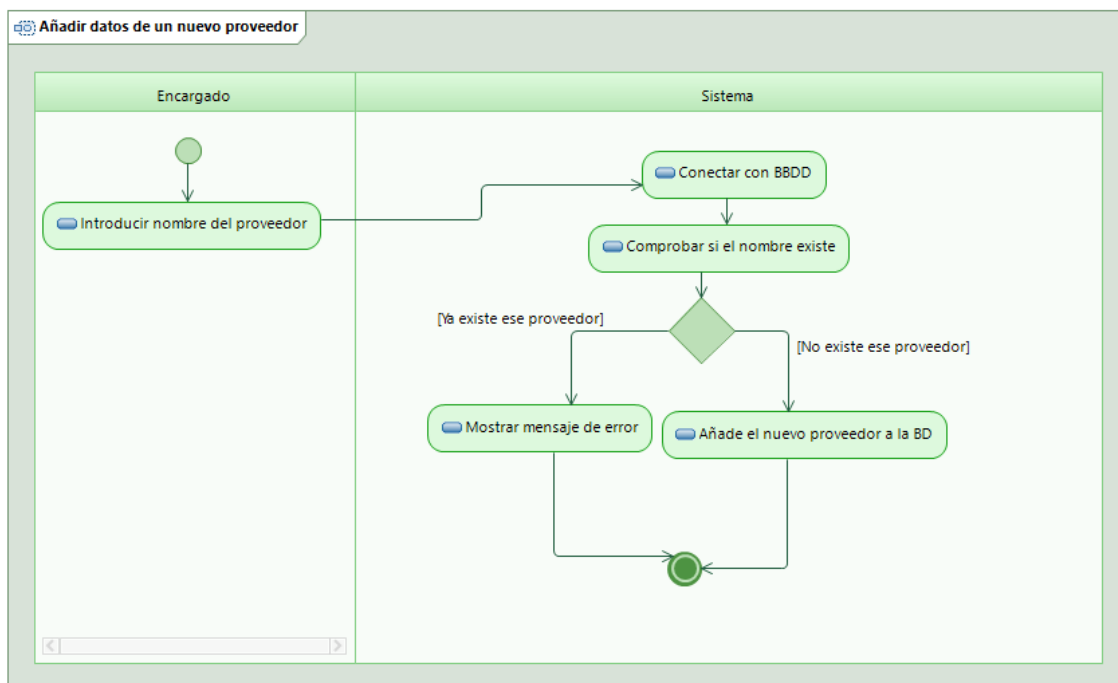 Añadir datos de un nuevo proveedor
Encargado
Sistema
Conectar con BBDD
Introducir nombre del proveedor
Comprobar si el nombre existe
[Ya existe ese proveedor]
[No existe ese proveedor]
Mostrar mensaje de error
Añade el nuevo proveedor a la BD